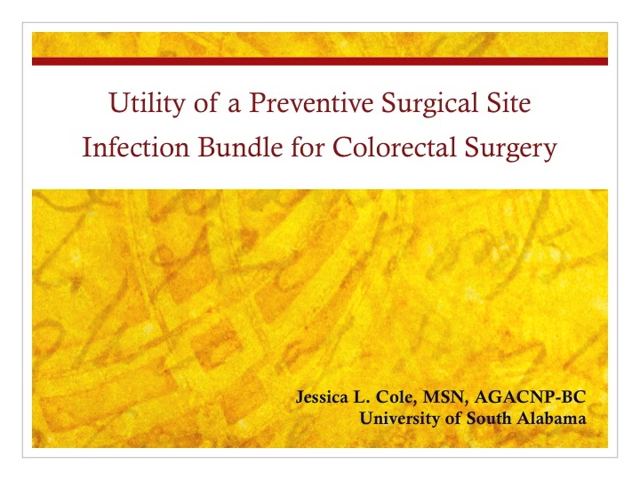 Utility of a Preventive Surgical Site
Infection Bundle for Colorectal Surgery
Jessica L. Cole, MSN, AGACNP-BC
University of South Alabama